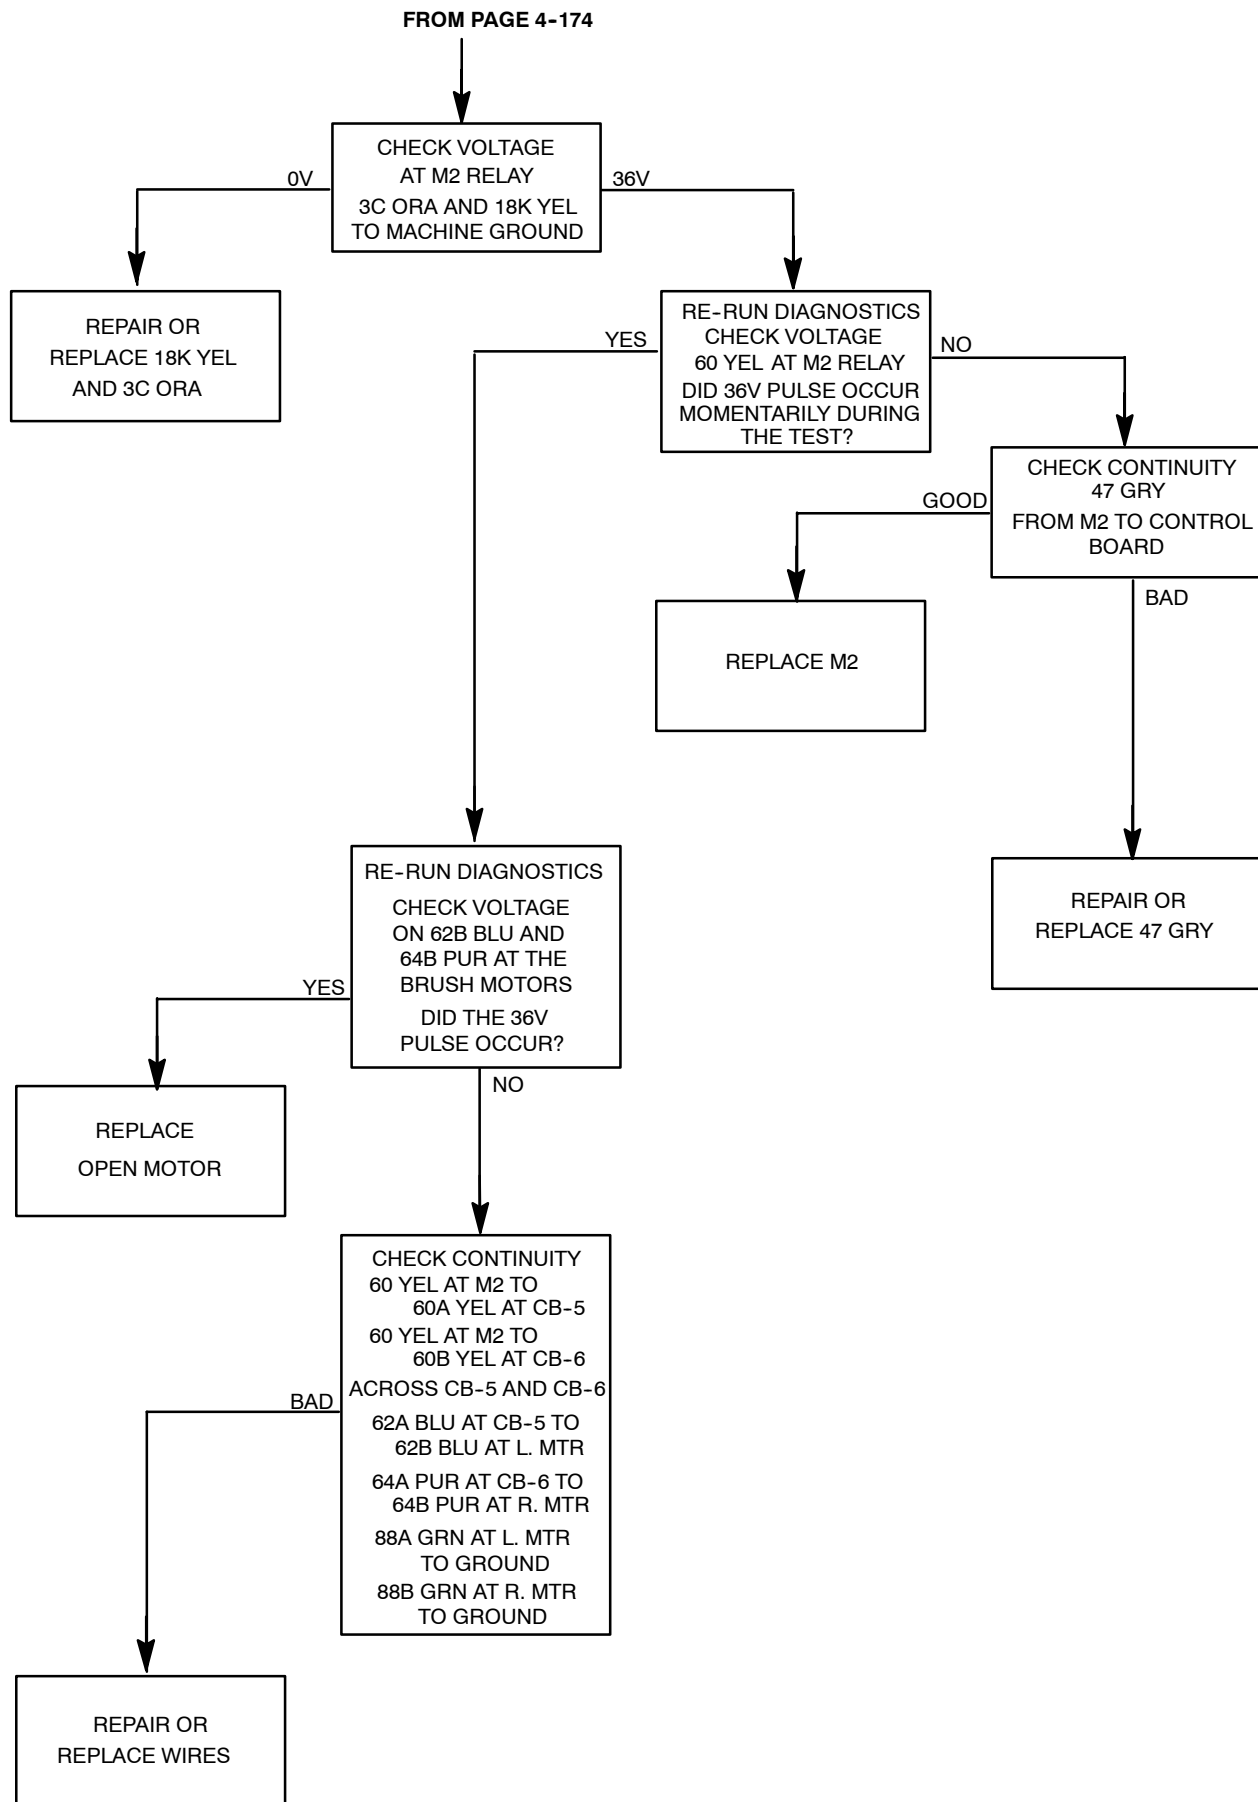 FROM PAGE 4-174
CHECK VOLTAGE
AT M2 RELAY
3C ORA AND 18K YEL
TO MACHINE GROUND
0V
36V
REPAIR OR
REPLACE 18K YEL
AND 3C ORA
RE-RUN DIAGNOSTICS
CHECK VOLTAGE
60 YEL AT M2 RELAY
DID 36V PULSE OCCUR
MOMENTARILY DURING
THE TEST?
YES
NO
CHECK CONTINUITY
47 GRY
FROM M2 TO CONTROL
BOARD
GOOD
BAD
REPLACE M2
REPAIR OR
REPLACE 47 GRY
RE-RUN DIAGNOSTICS
CHECK VOLTAGE
ON 62B BLU AND
64B PUR AT THE
BRUSH MOTORS
DID THE 36V
PULSE OCCUR?
YES
NO
REPLACE
OPEN MOTOR
CHECK CONTINUITY
60 YEL AT M2 TO
60A YEL AT CB-5
60 YEL AT M2 TO
60B YEL AT CB-6
ACROSS CB-5 AND CB-6
62A BLU AT CB-5 TO
62B BLU AT L. MTR
64A PUR AT CB-6 TO
64B PUR AT R. MTR
88A GRN AT L. MTR
TO GROUND
88B GRN AT R. MTR
TO GROUND
BAD
REPAIR OR
REPLACE WIRES